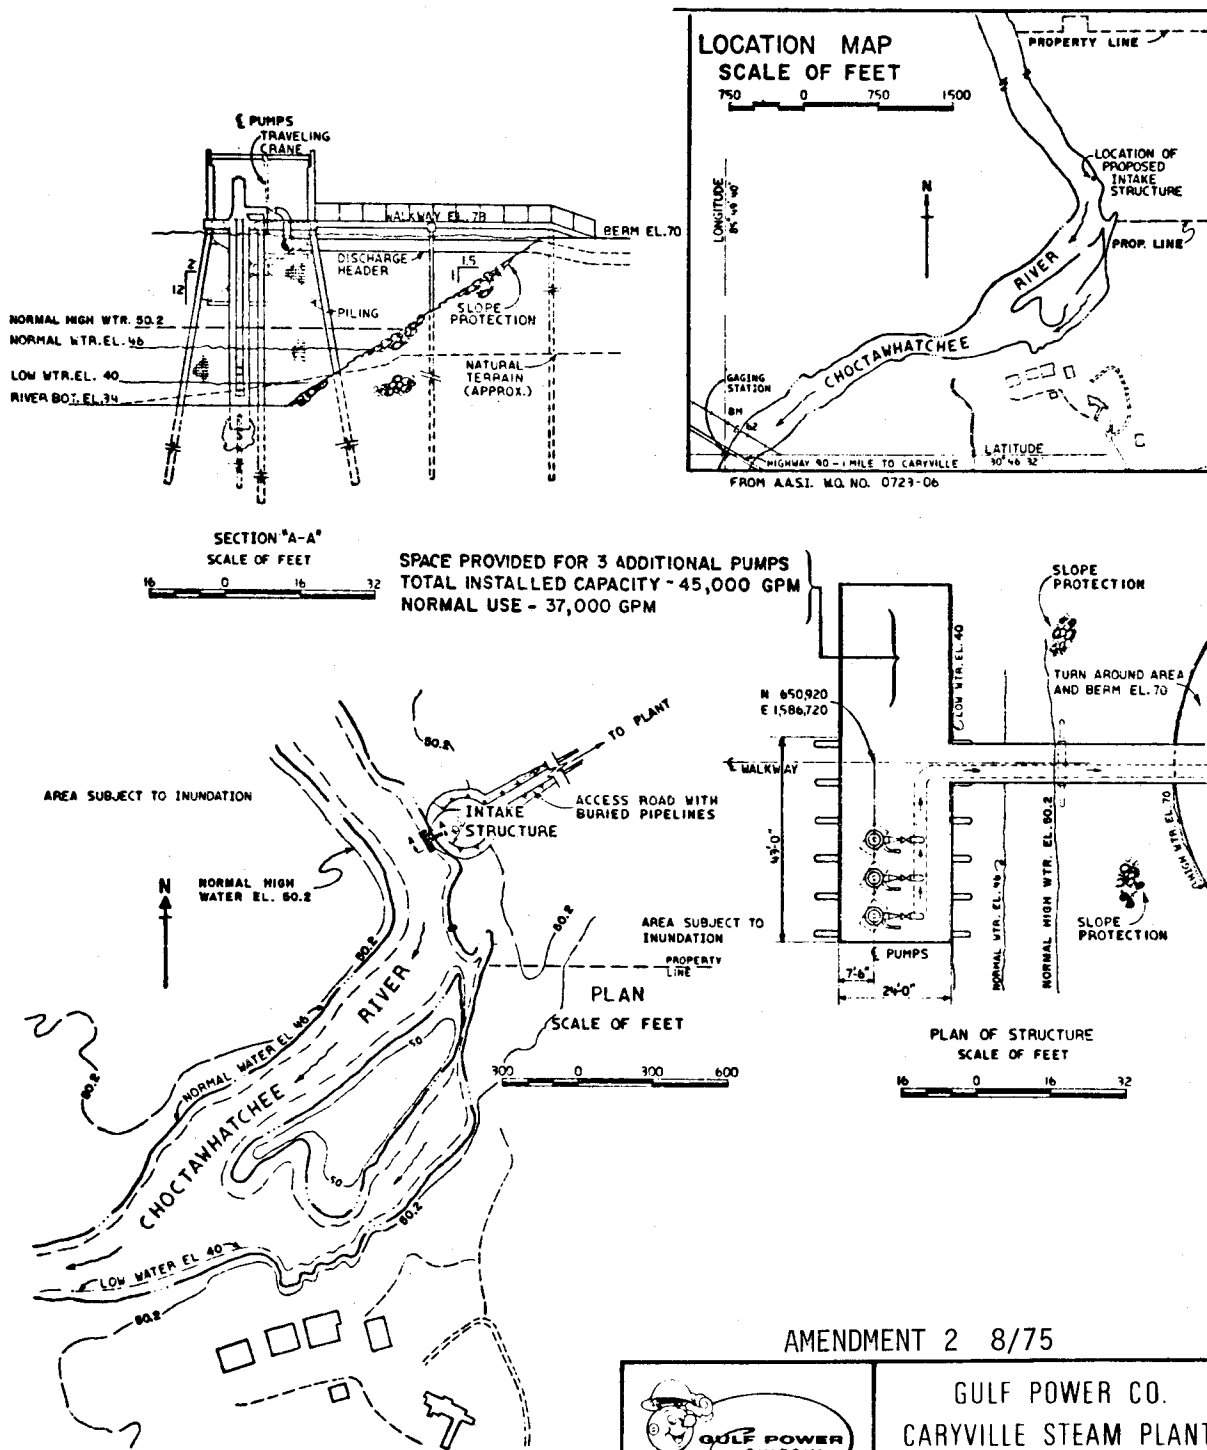 LOCATION MAP
SCALE OF FEET
750 0 750 1500
PROPERTY LINE
LOCATION OF
PROPOSED
INTAKE
STRUCTURE
N
LONGITUDE
PROP. LINE
RIVER
CHOCTAWHATCHEE
GAGING
STATION
BM
62
LATITUDE
30° 46' 32"
HIGHWAY 90 - 1 MILE TO CARYVILLE
FROM A.A.S.I. W.O. NO. 0723-06
℄ PUMPS
TRAVELING
CRANE
WALKWAY EL. 78
BERM EL. 70
DISCHARGE
HEADER
2
12
1.5
1
PILING
SLOPE
PROTECTION
NORMAL HIGH WTR. 50.2
NORMAL WTR. EL. 46
LOW WTR. EL. 40
RIVER BOT. EL. 34
NATURAL
TERRAIN
(APPROX.)
SECTION "A-A"
SCALE OF FEET
16 0 16 32
SPACE PROVIDED FOR 3 ADDITIONAL PUMPS
TOTAL INSTALLED CAPACITY - 45,000 GPM
NORMAL USE - 37,000 GPM
SLOPE
PROTECTION
LOW WTR. EL. 40
TURN AROUND AREA
AND BERM EL. 70
N 650,920
E 1,586,720
℄ WALKWAY
43'-0"
NORMAL WTR. EL. 46
NORMAL HIGH WTR. EL. 50.2
HIGH WTR. EL. 70
SLOPE
PROTECTION
℄ PUMPS
7'-6"
24'-0"
PLAN OF STRUCTURE
SCALE OF FEET
16 0 16 32
50.2
TO PLANT
AREA SUBJECT TO INUNDATION
INTAKE
STRUCTURE
ACCESS ROAD WITH
BURIED PIPELINES
A
N
NORMAL HIGH
WATER EL. 50.2
50.2
50.2
AREA SUBJECT TO
INUNDATION
PROPERTY
LINE
PLAN
SCALE OF FEET
300 0 300 600
RIVER
CHOCTAWHATCHEE
NORMAL WATER EL 46
50
50
50.2
50.2
LOW WATER EL 40
50.2
AMENDMENT 2 8/75
GULF POWER
GULF POWER CO.
CARYVILLE STEAM PLANT